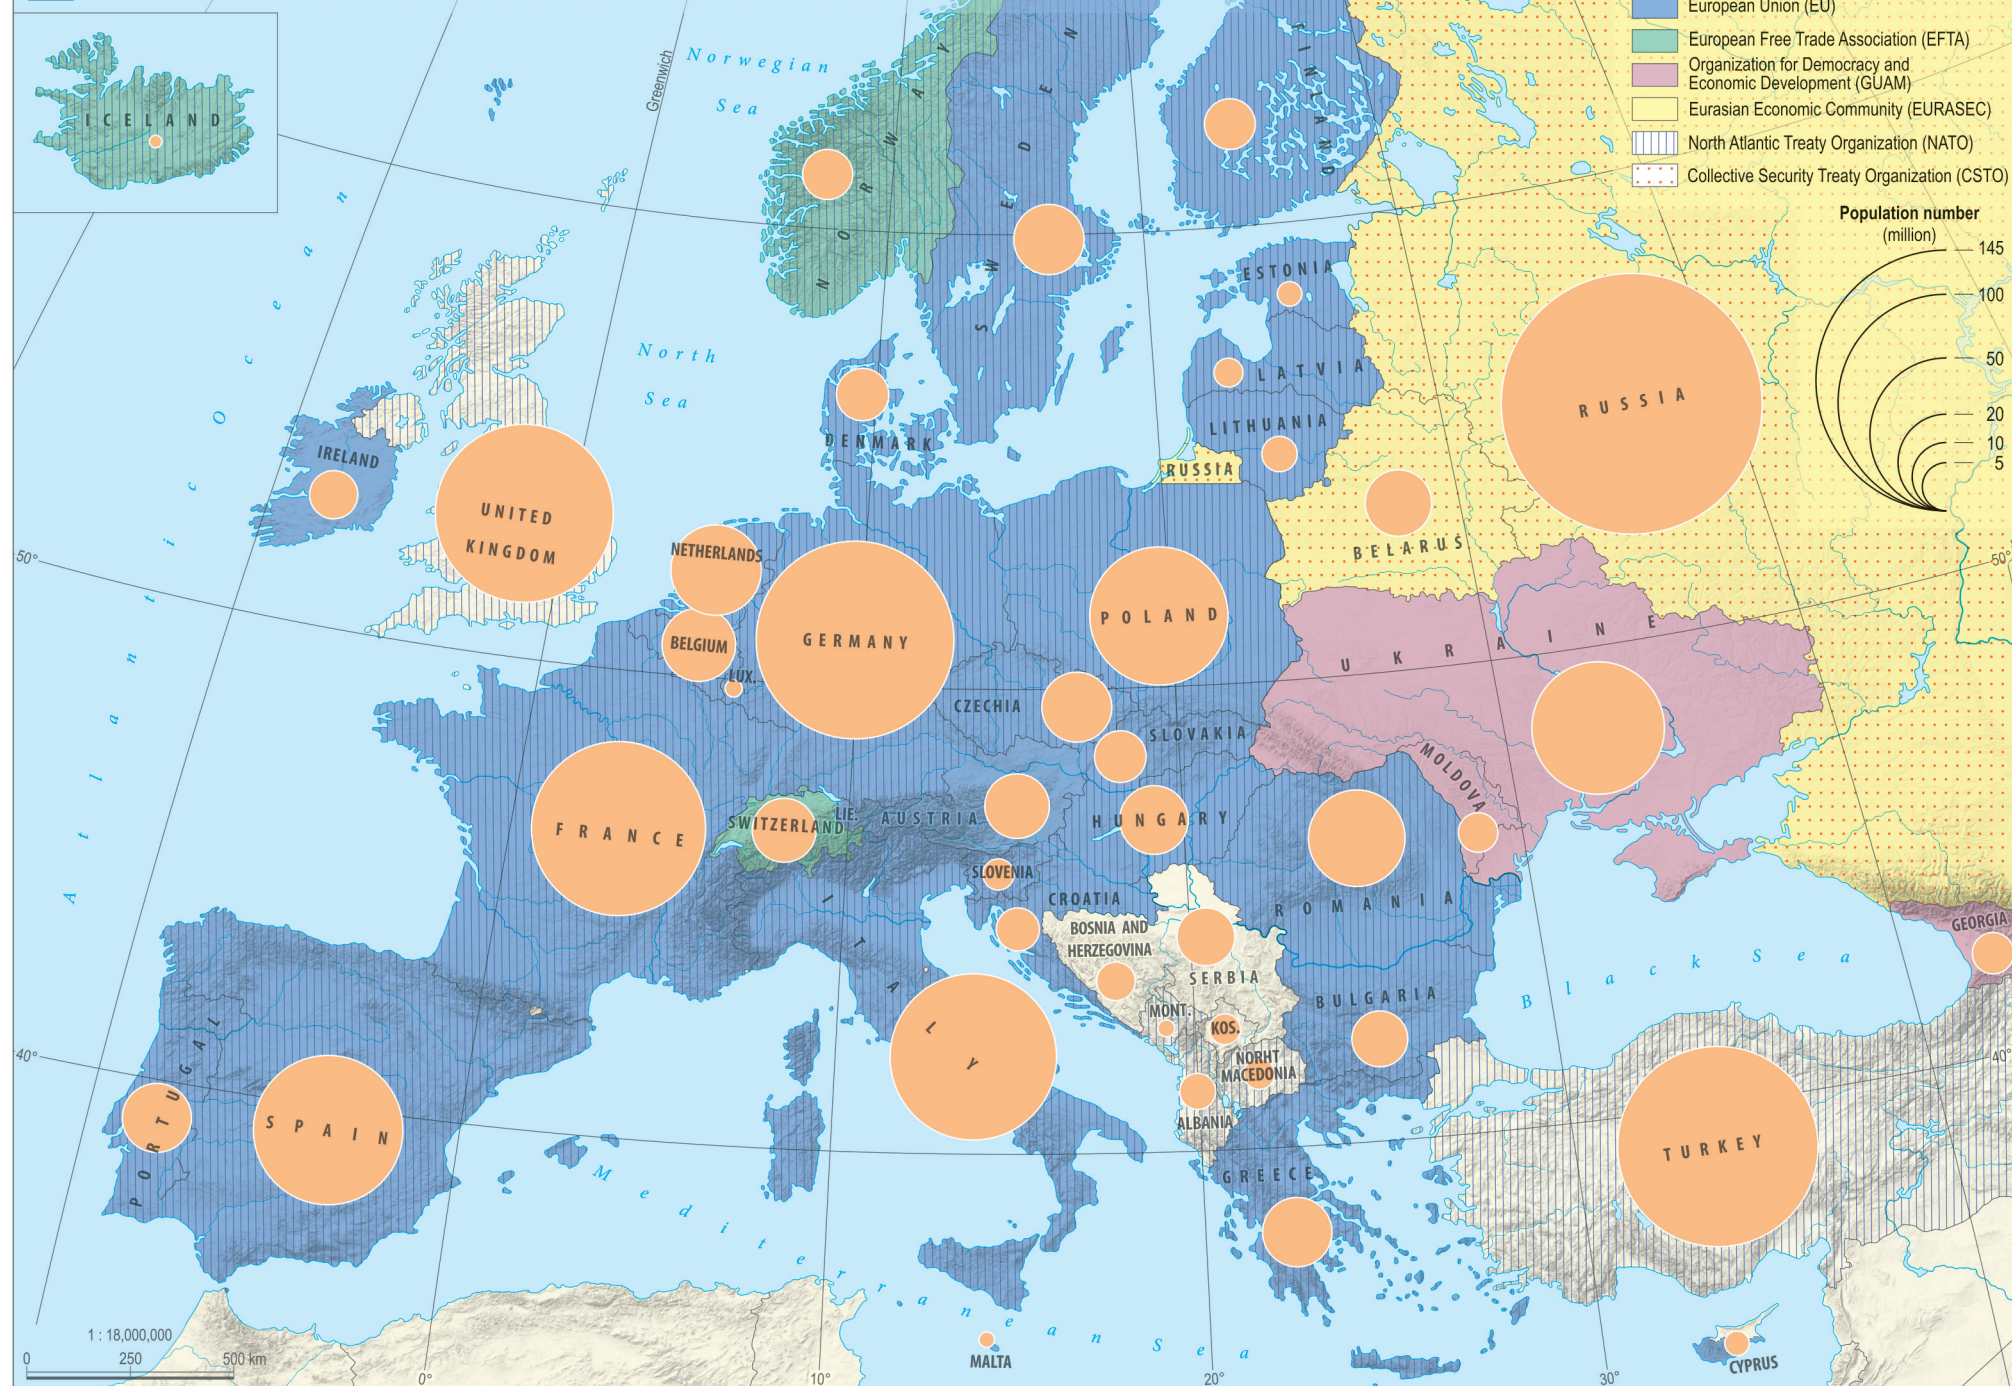 European Union (EU)
European Free Trade Association (EFTA)
Organization for Democracy and
Economic Development (GUAM)
Eurasian Economic Community (EURASEC)
North Atlantic Treaty Organization (NATO)
Collective Security Treaty Organization (CSTO)
Population number
(million)
145
100
50
20
10
5
ICELAND
Greenwich
Norwegian
Sea
NORWAY
SWEDEN
FINLAND
Atlantic Ocean
North
Sea
ESTONIA
LATVIA
LITHUANIA
RUSSIA
RUSSIA
DENMARK
IRELAND
UNITED
KINGDOM
NETHERLANDS
BELGIUM
LUX.
GERMANY
POLAND
BELARUS
UKRAINE
CZECHIA
SLOVAKIA
MOLDOVA
FRANCE
SWITZERLAND
LIE.
AUSTRIA
HUNGARY
SLOVENIA
CROATIA
ROMANIA
BOSNIA AND
HERZEGOVINA
SERBIA
MONT.
KOS.
NORHT
MACEDONIA
ALBANIA
BULGARIA
Black Sea
GEORGIA
ITALY
PORTUGAL
SPAIN
GREECE
TURKEY
Mediterranean Sea
MALTA
CYPRUS
50°
40°
50°
40°
1 : 18,000,000
0 250 500 km
0°
10°
20°
30°